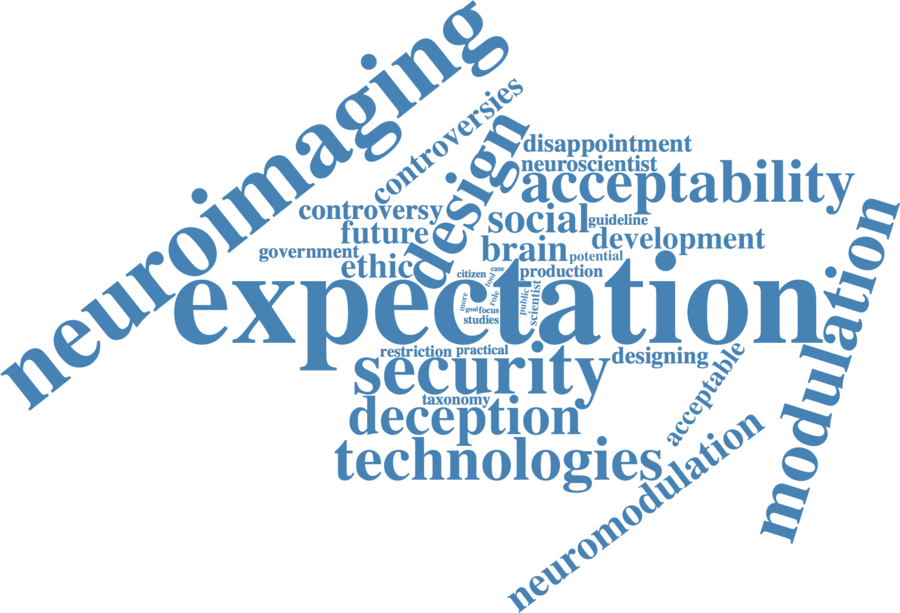 neuroimaging
controversies
design
disappointment
neuroscientist
acceptability
controversy
social
guideline
future
brain
development
government
potential
ethic
citizen
case
tool
production
expectation
modulation
more
role
goal
focus
public
scientist
studies
restriction
practical
designing
security
acceptable
taxonomy
deception
technologies
neuromodulation